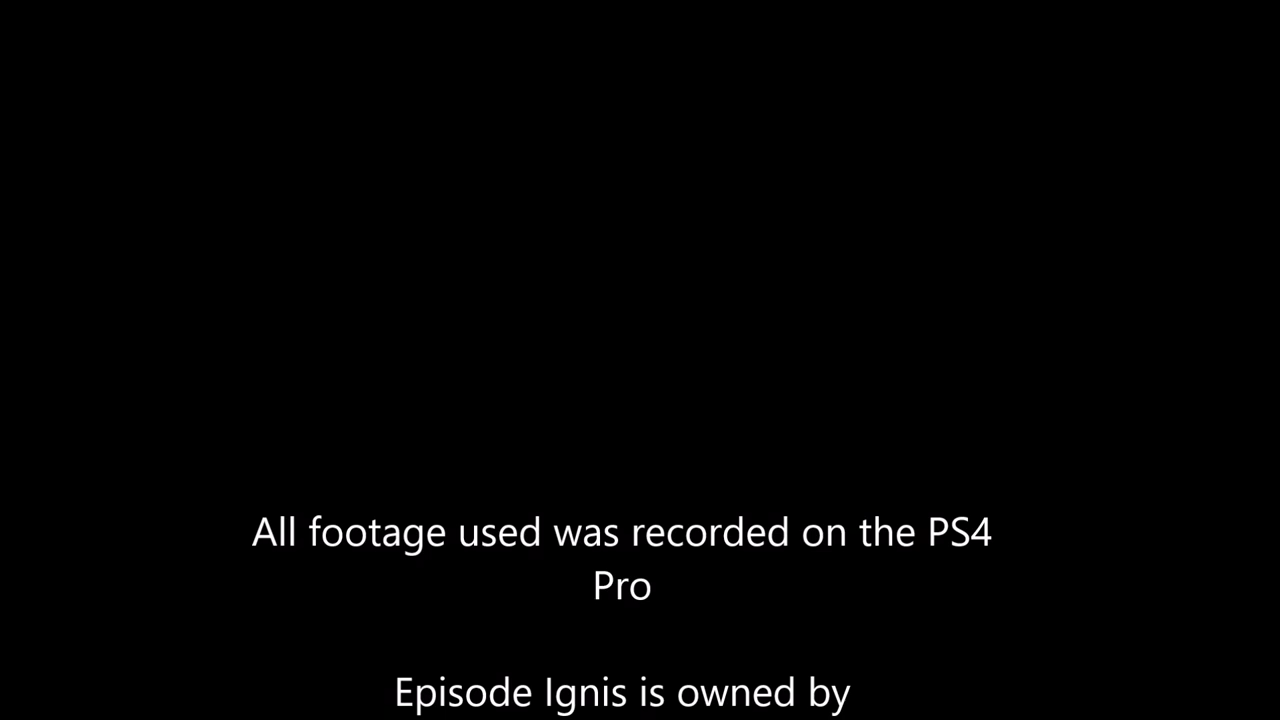 All footage used was recorded on the PS4
Pro
Episode Ignis is owned by